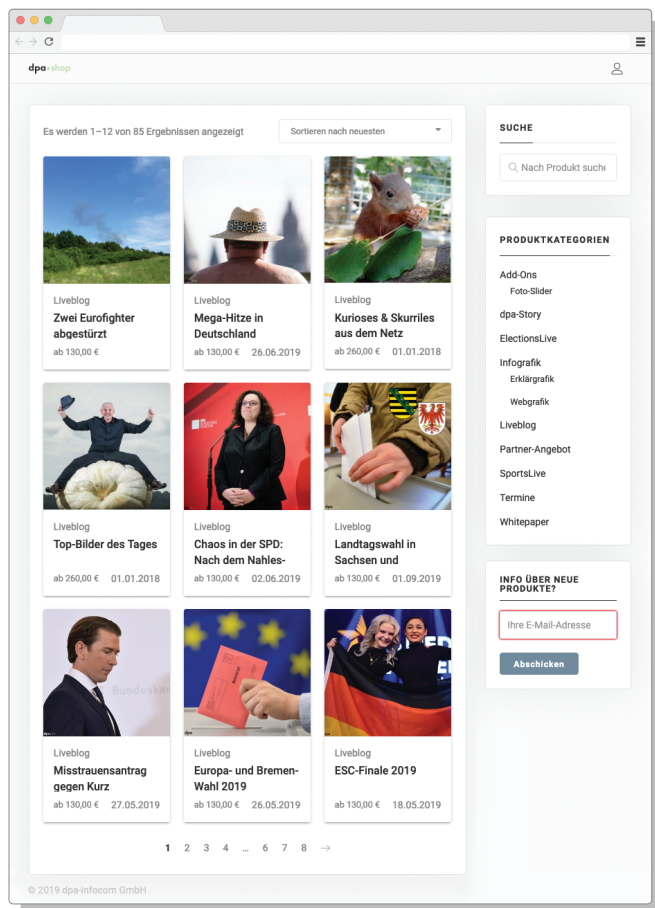 dpa-shop
Es werden 1–12 von 85 Ergebnissen angezeigt
Sortieren nach neuesten
Liveblog
Zwei Eurofighter
abgestürzt
ab 130,00 €
Liveblog
Mega-Hitze in
Deutschland
ab 130,00 € 26.06.2019
Liveblog
Kurioses & Skurriles
aus dem Netz
ab 260,00 € 01.01.2018
Liveblog
Top-Bilder des Tages
ab 260,00 € 01.01.2018
Liveblog
Chaos in der SPD:
Nach dem Nahles-
ab 130,00 € 02.06.2019
Liveblog
Landtagswahl in
Sachsen und
ab 130,00 € 01.09.2019
Bundeskan
Liveblog
Misstrauensantrag
gegen Kurz
ab 130,00 € 27.05.2019
dpa
Liveblog
Europa- und Bremen-
Wahl 2019
ab 130,00 € 26.05.2019
Liveblog
ESC-Finale 2019
ab 130,00 € 18.05.2019
1 2 3 4 … 6 7 8 →
SUCHE
Nach Produkt suche
PRODUKTKATEGORIEN
Add-Ons
Foto-Slider
dpa-Story
ElectionsLive
Infografik
Erklärgrafik
Webgrafik
Liveblog
Partner-Angebot
SportsLive
Termine
Whitepaper
INFO ÜBER NEUE
PRODUKTE?
Ihre E-Mail-Adresse
Abschicken
© 2019 dpa-infocom GmbH